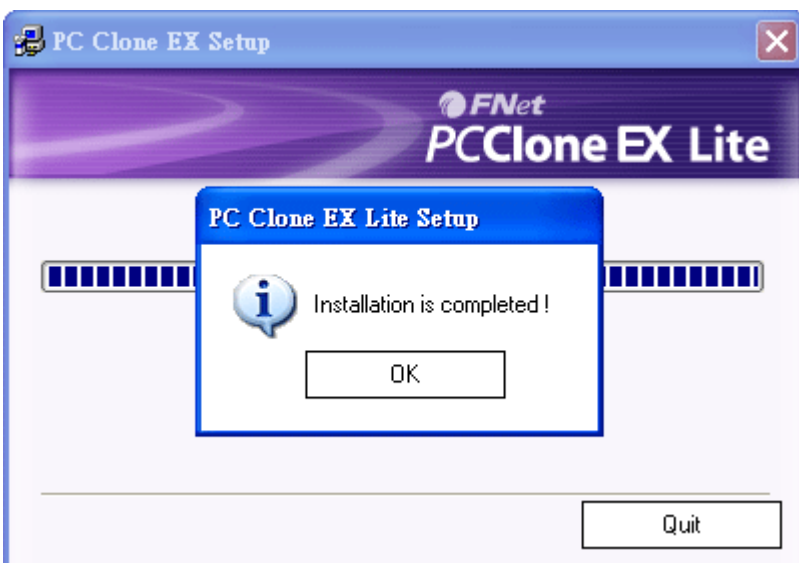 PC Clone EX Setup
FNet
PCClone EX Lite
PC Clone EX Lite Setup
Installation is completed !
OK
Quit